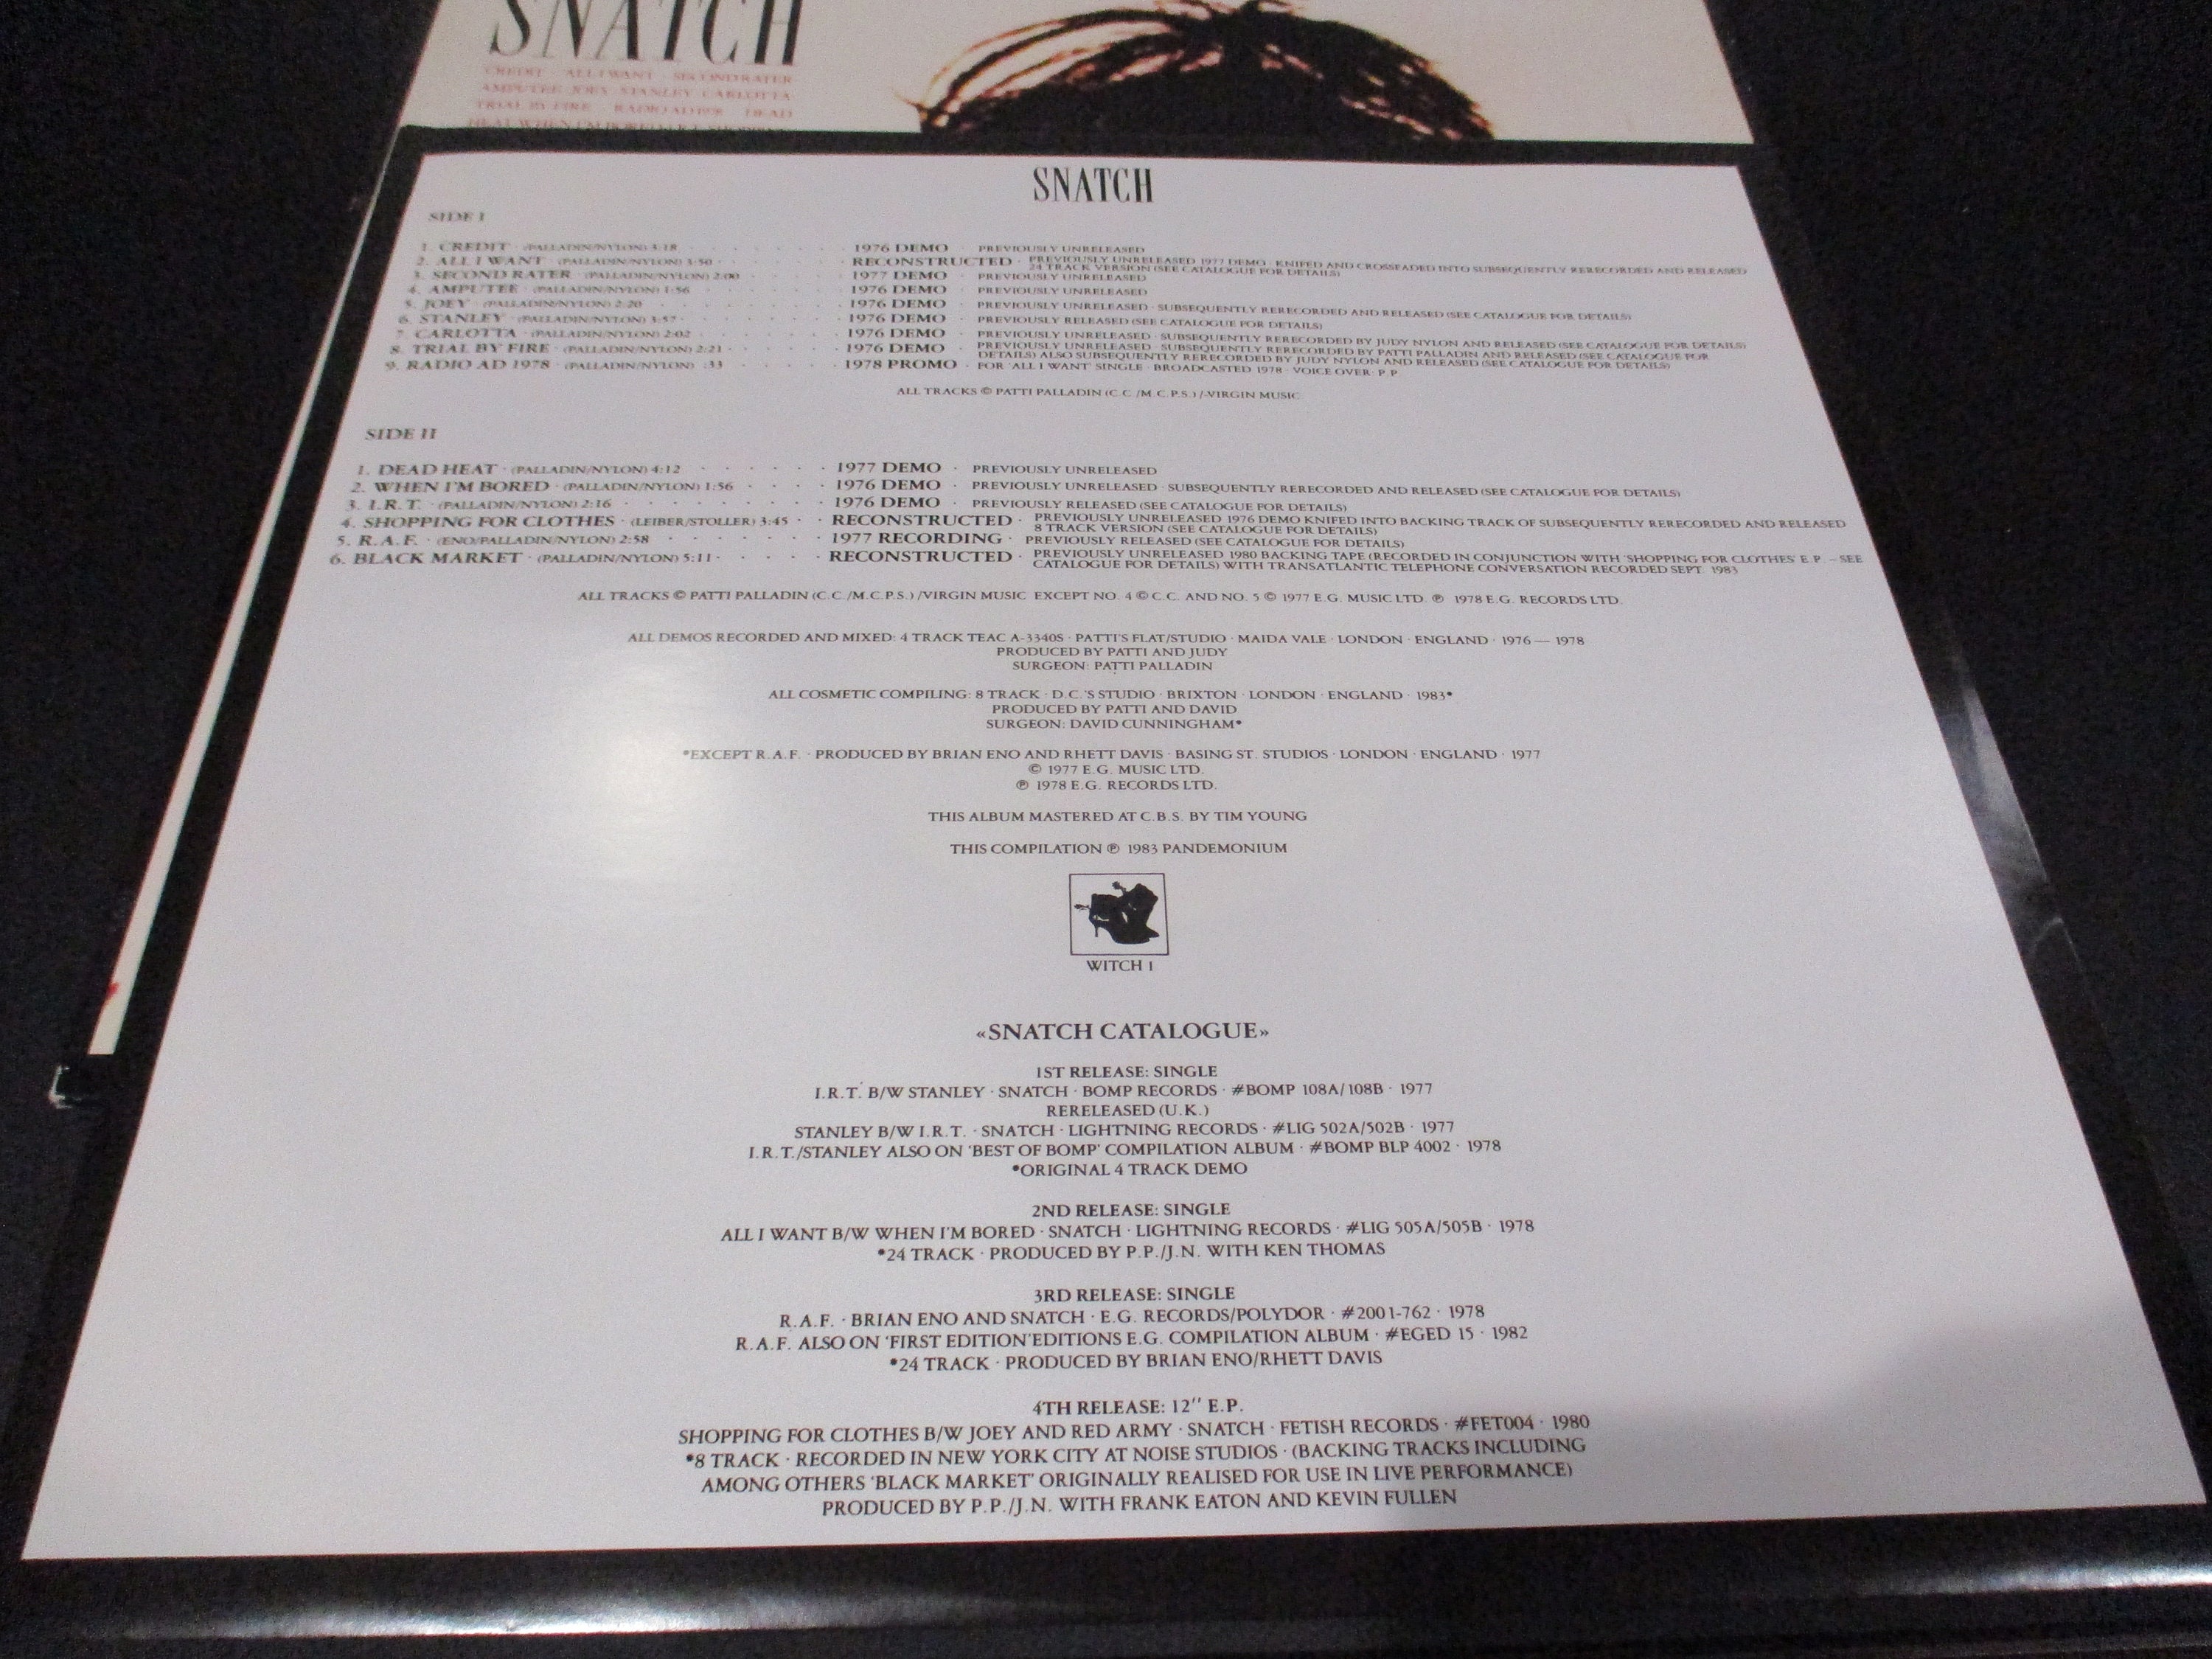 SNATCH
CREDIT · ALL I WANT · SECOND RATER
AMPUTEE JOEY STANLEY CARLOTTA
TRIAL BY FIRE · RADIO AD 1978 · DEAD
HEAT WHEN I'M BORED
SNATCH
SIDE I
1. CREDIT · (PALLADIN/NYLON) 3:18 · 1976 DEMO · PREVIOUSLY UNRELEASED
2. ALL I WANT · (PALLADIN/NYLON) 3:50 · RECONSTRUCTED · PREVIOUSLY UNRELEASED 1977 DEMO · KNIFED AND CROSSFADED INTO SUBSEQUENTLY RERECORDED AND RELEASED
24 TRACK VERSION (SEE CATALOGUE FOR DETAILS)
3. SECOND RATER · (PALLADIN/NYLON) 2:00 · 1977 DEMO · PREVIOUSLY UNRELEASED
4. AMPUTEE · (PALLADIN/NYLON) 1:56 · 1976 DEMO · PREVIOUSLY UNRELEASED
5. JOEY · (PALLADIN/NYLON) 2:20 · 1976 DEMO · PREVIOUSLY UNRELEASED · SUBSEQUENTLY RERECORDED AND RELEASED (SEE CATALOGUE FOR DETAILS)
6. STANLEY · (PALLADIN/NYLON) 3:57 · 1976 DEMO · PREVIOUSLY RELEASED (SEE CATALOGUE FOR DETAILS)
7. CARLOTTA · (PALLADIN/NYLON) 2:02 · 1976 DEMO · PREVIOUSLY UNRELEASED · SUBSEQUENTLY RERECORDED BY JUDY NYLON AND RELEASED (SEE CATALOGUE FOR DETAILS)
8. TRIAL BY FIRE · (PALLADIN/NYLON) 2:21 · 1976 DEMO · PREVIOUSLY UNRELEASED · SUBSEQUENTLY RERECORDED BY PATTI PALLADIN AND RELEASED (SEE CATALOGUE FOR
DETAILS) ALSO SUBSEQUENTLY RERECORDED BY JUDY NYLON AND RELEASED (SEE CATALOGUE FOR DETAILS)
9. RADIO AD 1978 · (PALLADIN/NYLON) :33 · 1978 PROMO · FOR 'ALL I WANT' SINGLE · BROADCASTED 1978 · VOICE OVER · P.P.
ALL TRACKS © PATTI PALLADIN (C.C./M.C.P.S.) /-VIRGIN MUSIC
SIDE II
1. DEAD HEAT · (PALLADIN/NYLON) 4:12 · 1977 DEMO · PREVIOUSLY UNRELEASED
2. WHEN I'M BORED · (PALLADIN/NYLON) 1:56 · 1976 DEMO · PREVIOUSLY UNRELEASED · SUBSEQUENTLY RERECORDED AND RELEASED (SEE CATALOGUE FOR DETAILS)
3. I.R.T. · (PALLADIN/NYLON) 2:16 · 1976 DEMO · PREVIOUSLY RELEASED (SEE CATALOGUE FOR DETAILS)
4. SHOPPING FOR CLOTHES · (LEIBER/STOLLER) 3:45 · RECONSTRUCTED · PREVIOUSLY UNRELEASED 1976 DEMO KNIFED INTO BACKING TRACK OF SUBSEQUENTLY RERECORDED AND RELEASED
8 TRACK VERSION (SEE CATALOGUE FOR DETAILS)
5. R.A.F. · (ENO/PALLADIN/NYLON) 2:58 · 1977 RECORDING · PREVIOUSLY RELEASED (SEE CATALOGUE FOR DETAILS)
6. BLACK MARKET · (PALLADIN/NYLON) 5:11 · RECONSTRUCTED · PREVIOUSLY UNRELEASED 1980 BACKING TAPE (RECORDED IN CONJUNCTION WITH 'SHOPPING FOR CLOTHES' E.P. – SEE
CATALOGUE FOR DETAILS) WITH TRANSATLANTIC TELEPHONE CONVERSATION RECORDED SEPT. 1983
ALL TRACKS © PATTI PALLADIN (C.C./M.C.P.S.) /VIRGIN MUSIC EXCEPT NO. 4 © C.C. AND NO. 5 © 1977 E.G. MUSIC LTD. ℗ 1978 E.G. RECORDS LTD.
ALL DEMOS RECORDED AND MIXED: 4 TRACK TEAC A-3340S · PATTI'S FLAT/STUDIO · MAIDA VALE · LONDON · ENGLAND · 1976 — 1978
PRODUCED BY PATTI AND JUDY
SURGEON: PATTI PALLADIN
ALL COSMETIC COMPILING: 8 TRACK · D.C.'S STUDIO · BRIXTON · LONDON · ENGLAND · 1983*
PRODUCED BY PATTI AND DAVID
SURGEON: DAVID CUNNINGHAM*
*EXCEPT R.A.F. · PRODUCED BY BRIAN ENO AND RHETT DAVIS · BASING ST. STUDIOS · LONDON · ENGLAND · 1977
© 1977 E.G. MUSIC LTD.
℗ 1978 E.G. RECORDS LTD.
THIS ALBUM MASTERED AT C.B.S. BY TIM YOUNG
THIS COMPILATION ℗ 1983 PANDEMONIUM
WITCH 1
«SNATCH CATALOGUE»
1ST RELEASE: SINGLE
I.R.T. B/W STANLEY · SNATCH · BOMP RECORDS · #BOMP 108A/108B · 1977
RERELEASED (U.K.)
STANLEY B/W I.R.T. · SNATCH · LIGHTNING RECORDS · #LIG 502A/502B · 1977
I.R.T./STANLEY ALSO ON 'BEST OF BOMP' COMPILATION ALBUM · #BOMP BLP 4002 · 1978
*ORIGINAL 4 TRACK DEMO
2ND RELEASE: SINGLE
ALL I WANT B/W WHEN I'M BORED · SNATCH · LIGHTNING RECORDS · #LIG 505A/505B · 1978
*24 TRACK · PRODUCED BY P.P./J.N. WITH KEN THOMAS
3RD RELEASE: SINGLE
R.A.F. · BRIAN ENO AND SNATCH · E.G. RECORDS/POLYDOR · #2001-762 · 1978
R.A.F. ALSO ON 'FIRST EDITION' EDITIONS E.G. COMPILATION ALBUM · #EGED 15 · 1982
*24 TRACK · PRODUCED BY BRIAN ENO/RHETT DAVIS
4TH RELEASE: 12″ E.P.
SHOPPING FOR CLOTHES B/W JOEY AND RED ARMY · SNATCH · FETISH RECORDS · #FET004 · 1980
*8 TRACK · RECORDED IN NEW YORK CITY AT NOISE STUDIOS · (BACKING TRACKS INCLUDING
AMONG OTHERS 'BLACK MARKET' ORIGINALLY REALISED FOR USE IN LIVE PERFORMANCE)
PRODUCED BY P.P./J.N. WITH FRANK EATON AND KEVIN FULLEN